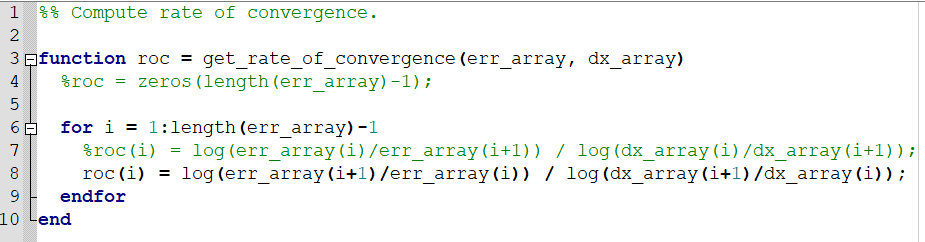 1 %% Compute rate of convergence.
2
3 function roc = get_rate_of_convergence(err_array, dx_array)
4 %roc = zeros(length(err_array)-1);
5
6 for i = 1:length(err_array)-1
7 %roc(i) = log(err_array(i)/err_array(i+1)) / log(dx_array(i)/dx_array(i+1));
8 roc(i) = log(err_array(i+1)/err_array(i)) / log(dx_array(i+1)/dx_array(i));
9 endfor
10 end